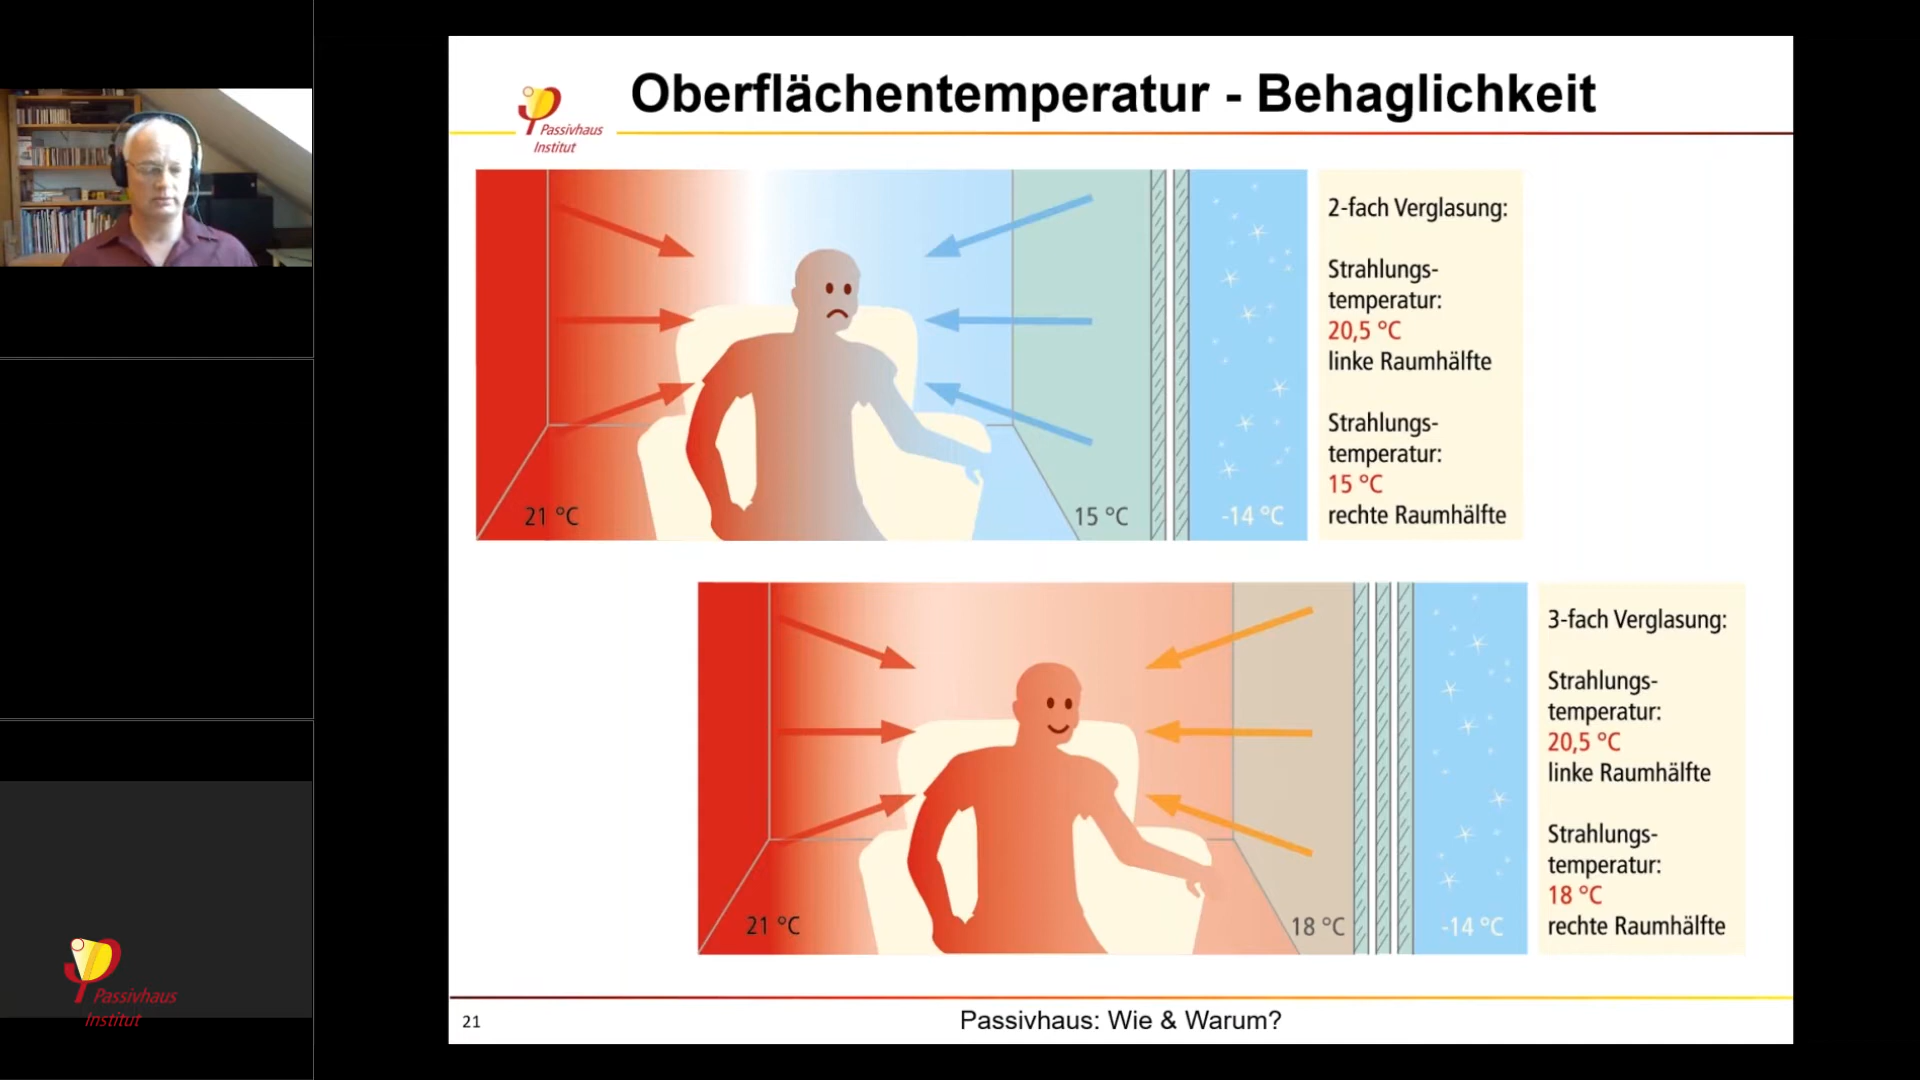 Oberflächentemperatur - Behaglichkeit
Passivhaus
Institut
21 °C
15 °C
-14 °C
2-fach Verglasung:
Strahlungs-
temperatur:
20,5 °C
linke Raumhälfte
Strahlungs-
temperatur:
15 °C
rechte Raumhälfte
21 °C
18 °C
-14 °C
3-fach Verglasung:
Strahlungs-
temperatur:
20,5 °C
linke Raumhälfte
Strahlungs-
temperatur:
18 °C
rechte Raumhälfte
21
Passivhaus: Wie & Warum?
Passivhaus
Institut